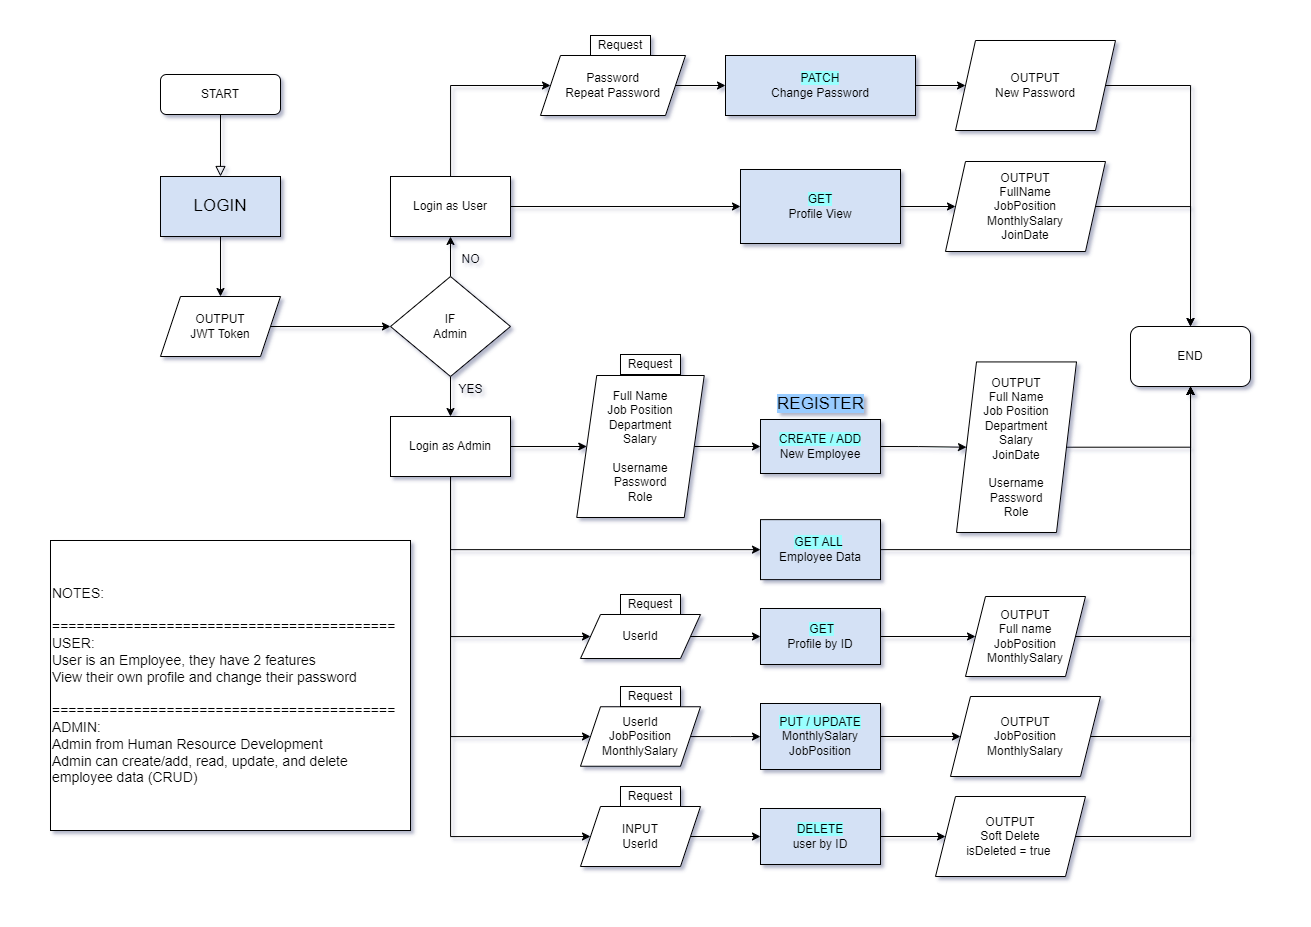 START
LOGIN
OUTPUT
JWT Token
IF
Admin
NO
YES
Login as User
Request
Password
Repeat Password
PATCH
Change Password
OUTPUT
New Password
GET
Profile View
OUTPUT
FullName
JobPosition
MonthlySalary
JoinDate
END
Login as Admin
Request
Full Name
Job Position
Department
Salary
Username
Password
Role
REGISTER
CREATE / ADD
New Employee
OUTPUT
Full Name
Job Position
Department
Salary
JoinDate
Username
Password
Role
GET ALL
Employee Data
Request
UserId
GET
Profile by ID
OUTPUT
Full name
JobPosition
MonthlySalary
Request
UserId
JobPosition
MonthlySalary
PUT / UPDATE
MonthlySalary
JobPosition
OUTPUT
JobPosition
MonthlySalary
Request
INPUT
UserId
DELETE
user by ID
OUTPUT
Soft Delete
isDeleted = true
NOTES:
==========================================
USER:
User is an Employee, they have 2 features
View their own profile and change their password
==========================================
ADMIN:
Admin from Human Resource Development
Admin can create/add, read, update, and delete
employee data (CRUD)